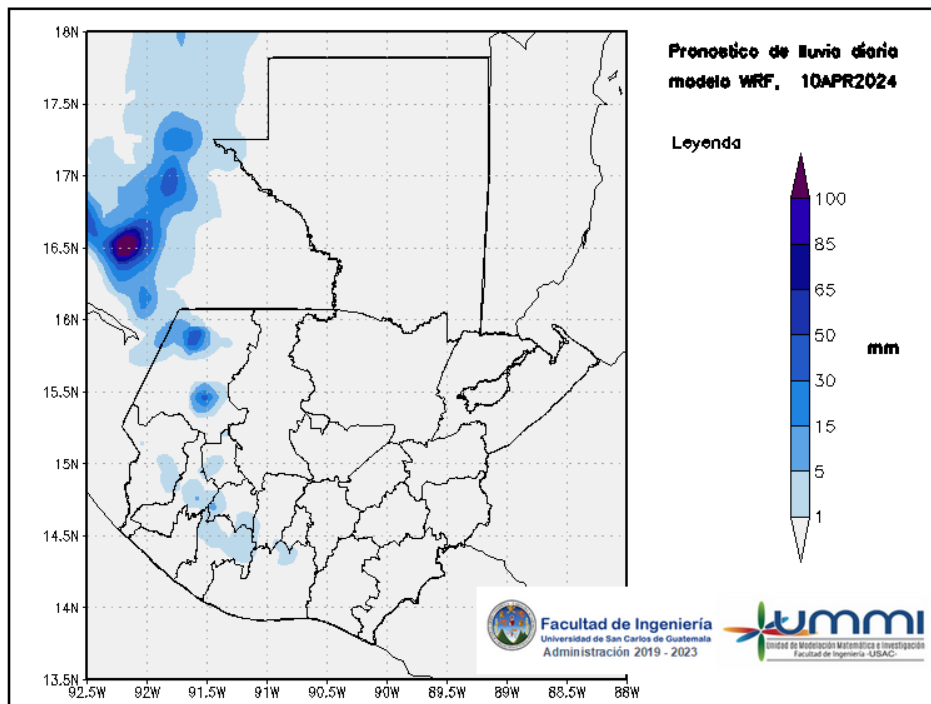 Pronostico de lluvia diaria
modelo WRF, 10APR2024
Leyenda
100
85
65
50
30
15
5
1
mm
18N
17.5N
17N
16.5N
16N
15.5N
15N
14.5N
14N
13.5N
92.5W
92W
91.5W
91W
90.5W
90W
89.5W
89W
88.5W
88W
Facultad de Ingeniería
Universidad de San Carlos de Guatemala
Administración 2019 - 2023
ummi
Unidad de Modelación Matemática e Investigación
Facultad de Ingeniería -USAC-